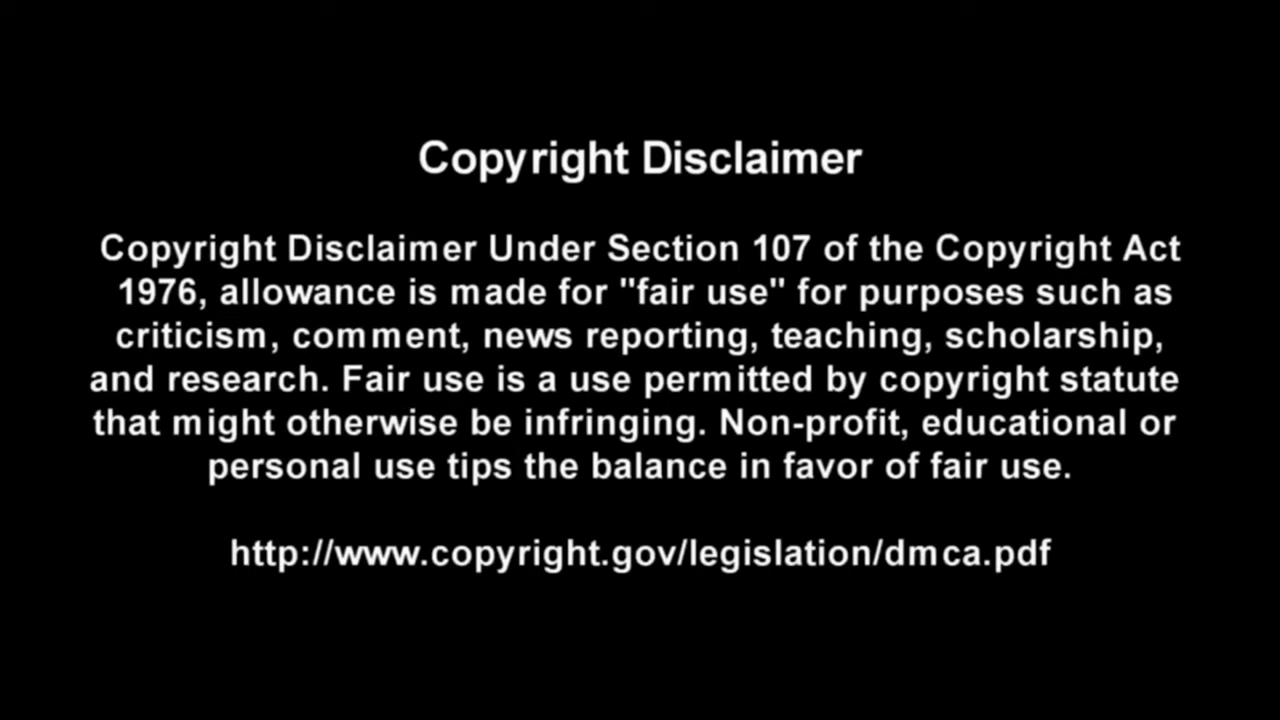 Copyright Disclaimer
Copyright Disclaimer Under Section 107 of the Copyright Act
1976, allowance is made for "fair use" for purposes such as
criticism, comment, news reporting, teaching, scholarship,
and research. Fair use is a use permitted by copyright statute
that might otherwise be infringing. Non-profit, educational or
personal use tips the balance in favor of fair use.
http://www.copyright.gov/legislation/dmca.pdf